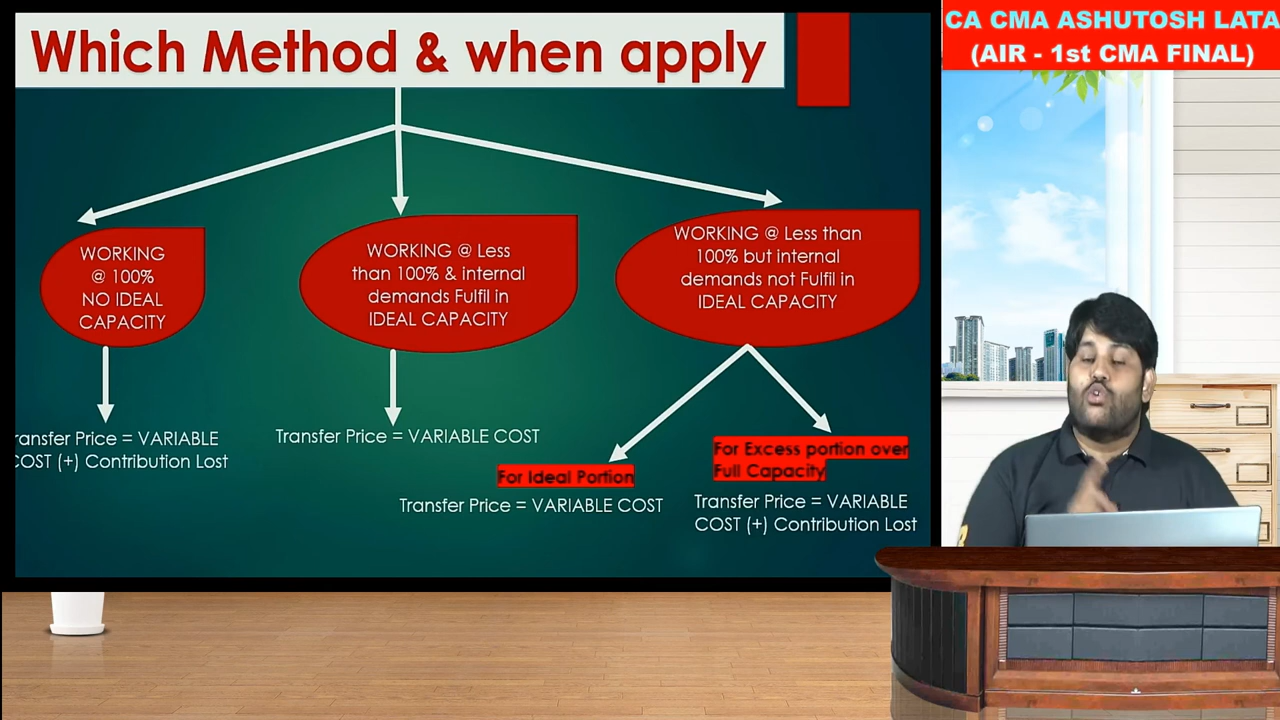 Which Method & when apply
CA CMA ASHUTOSH LATA
(AIR - 1st CMA FINAL)
WORKING
@ 100%
NO IDEAL
CAPACITY
WORKING @ Less
than 100% & internal
demands Fulfil in
IDEAL CAPACITY
WORKING @ Less than
100% but internal
demands not Fulfil in
IDEAL CAPACITY
ransfer Price = VARIABLE
COST (+) Contribution Lost
Transfer Price = VARIABLE COST
For Ideal Portion
Transfer Price = VARIABLE COST
For Excess portion over
Full Capacity
Transfer Price = VARIABLE
COST (+) Contribution Lost